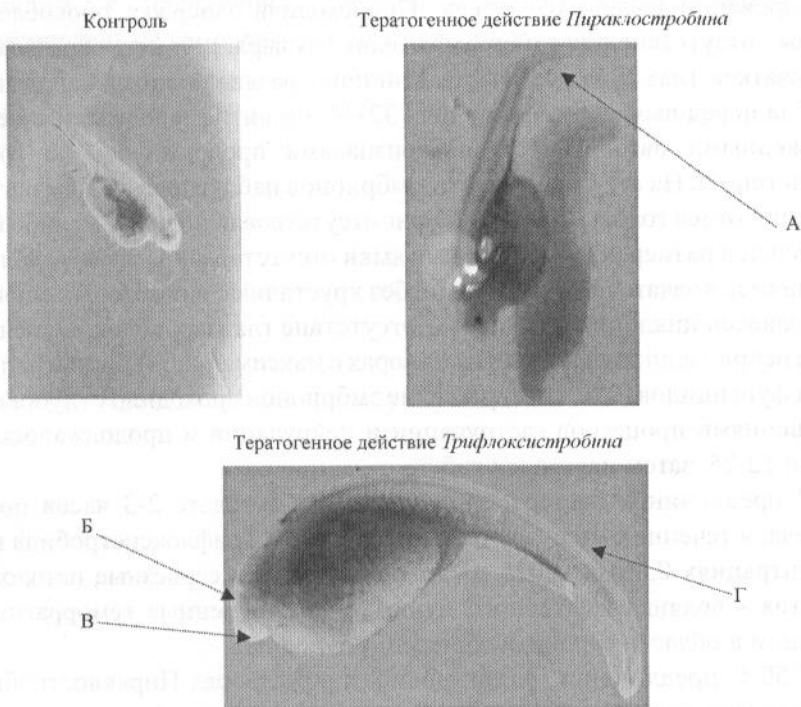 Контроль
Тератогенное действие Пираклостробина
А
Тератогенное действие Трифлоксистробина
Б
В
Г